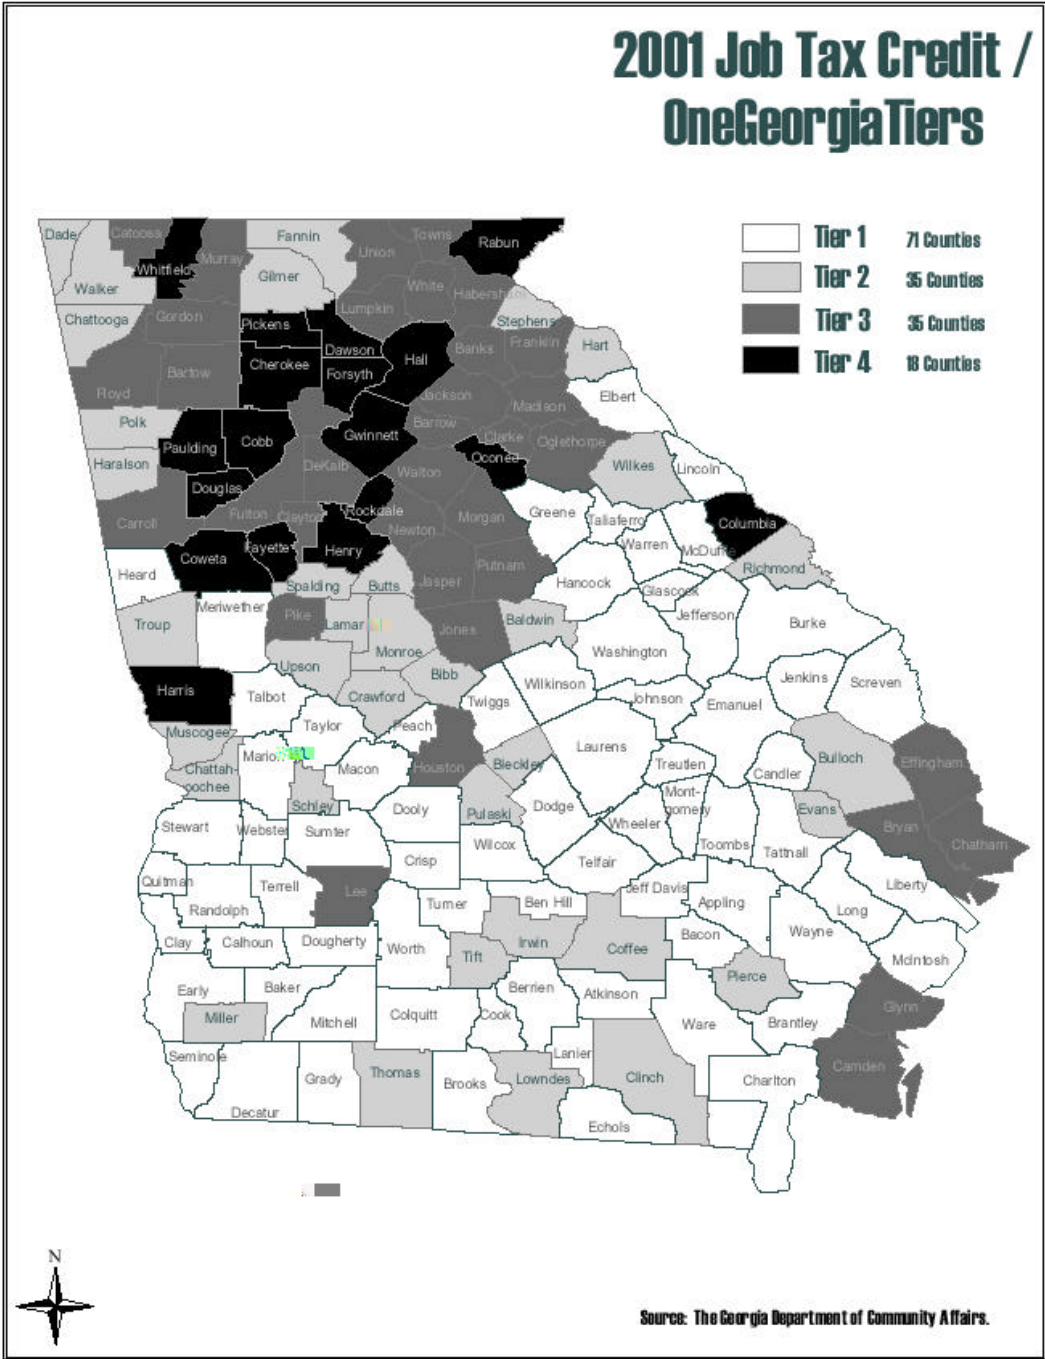 2001 Job Tax Credit /
OneGeorgiaTiers
Tier 1 71 Counties
Tier 2 35 Counties
Tier 3 35 Counties
Tier 4 18 Counties
Dade
Catoosa
Whitfield
Murray
Fannin
Union
Towns
Rabun
Walker
Gilmer
White
Habersham
Chattooga
Gordon
Pickens
Lumpkin
Stephens
Dawson
Hall
Banks
Franklin
Hart
Cherokee
Forsyth
Floyd
Bartow
Jackson
Madison
Elbert
Polk
Paulding
Cobb
Gwinnett
Barrow
Clarke
Oglethorpe
Oconee
Haralson
DeKalb
Walton
Wilkes
Lincoln
Douglas
Carroll
Fulton
Clayton
Rockdale
Newton
Morgan
Greene
Taliaferro
Columbia
Warren
McDuffie
Coweta
Fayette
Henry
Heard
Spalding
Butts
Jasper
Putnam
Hancock
Glascock
Richmond
Meriwether
Pike
Lamar
Troup
Monroe
Jones
Baldwin
Jefferson
Burke
Washington
Upson
Bibb
Harris
Talbot
Crawford
Twiggs
Wilkinson
Johnson
Jenkins
Screven
Emanuel
Muscogee
Taylor
Peach
Marion
Macon
Houston
Bleckley
Laurens
Treutlen
Candler
Bulloch
Effingham
Chattah-
oochee
Schley
Dooly
Pulaski
Dodge
Mont-
gomery
Evans
Stewart
Webster
Sumter
Wilcox
Wheeler
Toombs
Tattnall
Bryan
Chatham
Crisp
Telfair
Quitman
Terrell
Lee
Randolph
Turner
Ben Hill
Jeff Davis
Appling
Long
Liberty
Clay
Calhoun
Dougherty
Worth
Tift
Irwin
Coffee
Bacon
Wayne
McIntosh
Early
Baker
Berrien
Atkinson
Pierce
Miller
Mitchell
Colquitt
Cook
Ware
Brantley
Glynn
Seminole
Grady
Thomas
Brooks
Lowndes
Lanier
Clinch
Charlton
Camden
Decatur
Echols
N
Source: The Georgia Department of Community Affairs.